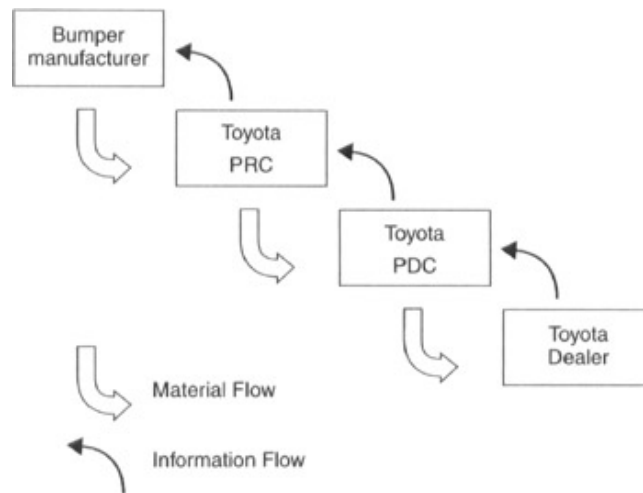 Bumper
manufacturer
Toyota
PRC
Toyota
PDC
Toyota
Dealer
Material Flow
Information Flow